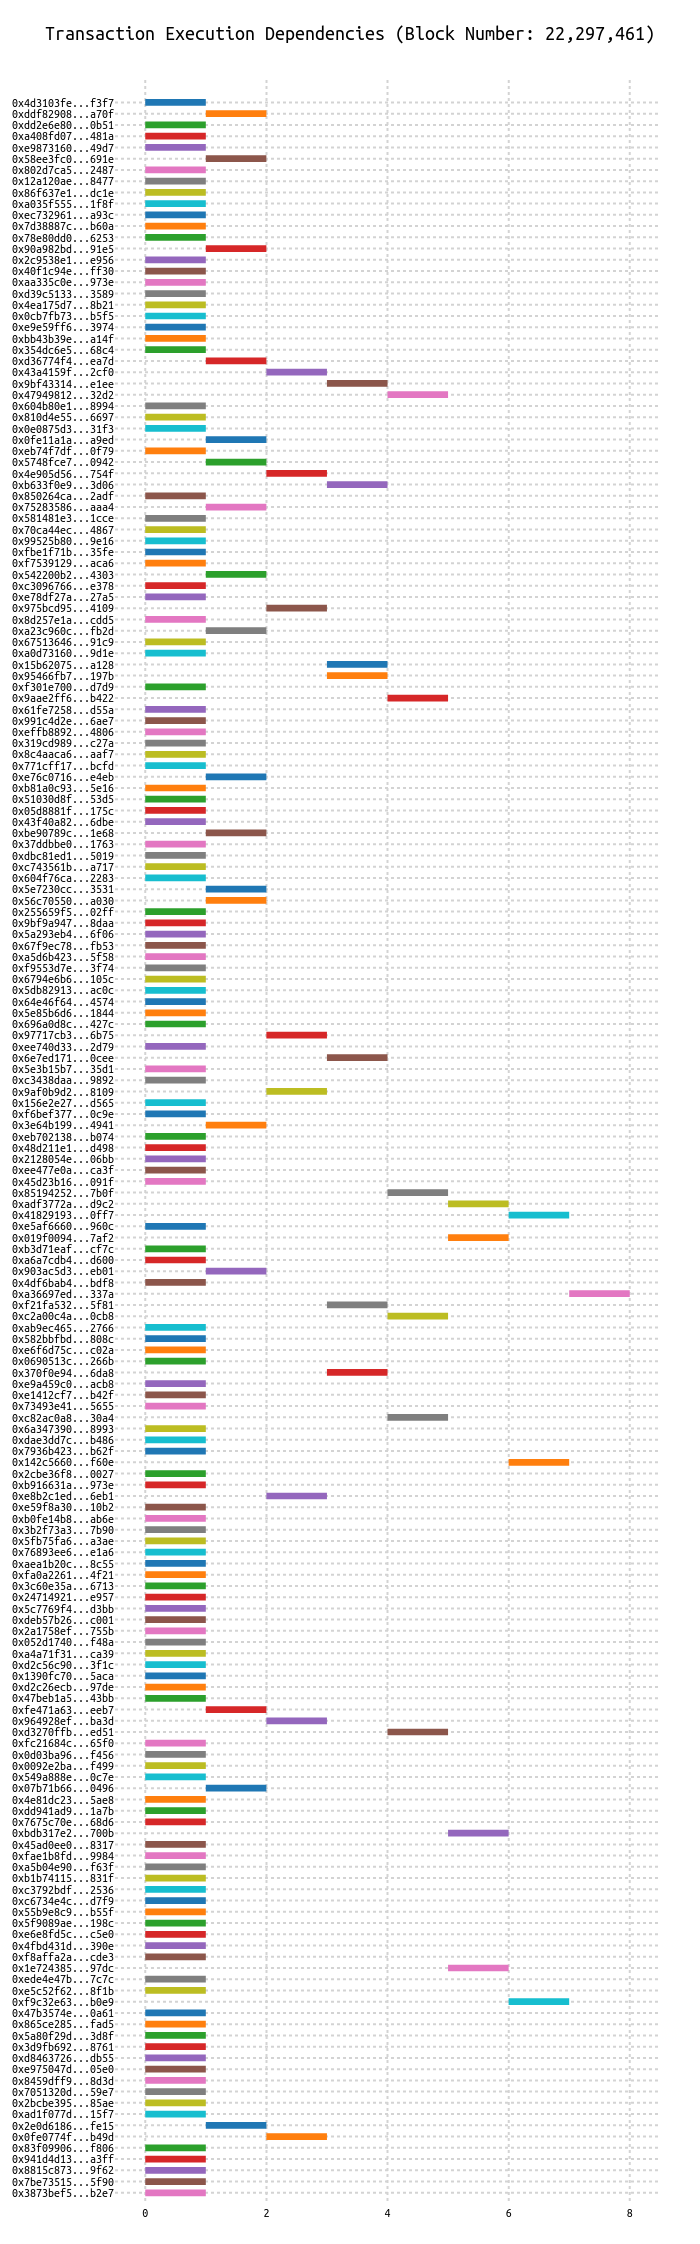 Transaction Execution Dependencies (Block Number: 22,297,461)
0x4d3103fe...f3f7
0xddf82908...a70f
0xdd2e6e80...0b51
0xa408fd07...481a
0xe9873160...49d7
0x58ee3fc0...691e
0x802d7ca5...2487
0x12a120ae...8477
0x86f637e1...dc1e
0xa035f555...1f8f
0xec732961...a93c
0x7d38887c...b60a
0x78e80dd0...6253
0x90a982bd...91e5
0x2c9538e1...e956
0x40f1c94e...ff30
0xaa335c0e...973e
0xd39c5133...3589
0x4ea175d7...8b21
0x0cb7fb73...b5f5
0xe9e59ff6...3974
0xbb43b39e...a14f
0x354dc6e5...68c4
0xd36774f4...ea7d
0x43a4159f...2cf0
0x9bf43314...e1ee
0x47949812...32d2
0x604b80e1...8994
0x810d4e55...6697
0x0e0875d3...31f3
0x0fe11a1a...a9ed
0xeb74f7df...0f79
0x5748fce7...0942
0x4e905d56...754f
0xb633f0e9...3d06
0x850264ca...2adf
0x75283586...aaa4
0x581481e3...1cce
0x70ca44ec...4867
0x99525b80...9e16
0xfbe1f71b...35fe
0xf7539129...aca6
0x542200b2...4303
0xc3096766...e378
0xe78df27a...27a5
0x975bcd95...4109
0x8d257e1a...cdd5
0xa23c960c...fb2d
0x67513646...91c9
0xa0d73160...9d1e
0x15b62075...a128
0x95466fb7...197b
0xf301e700...d7d9
0x9aae2ff6...b422
0x61fe7258...d55a
0x991c4d2e...6ae7
0xeffb8892...4806
0x319cd989...c27a
0x8c4aaca6...aaf7
0x771cff17...bcfd
0xe76c0716...e4eb
0xb81a0c93...5e16
0x51030d8f...53d5
0x05d8881f...175c
0x43f40a82...6dbe
0xbe90789c...1e68
0x37ddbbe0...1763
0xdbc81ed1...5019
0xc743561b...a717
0x604f76ca...2283
0x5e7230cc...3531
0x56c70550...a030
0x255659f5...02ff
0x9bf9a947...8daa
0x5a293eb4...6f06
0x67f9ec78...fb53
0xa5d6b423...5f58
0xf9553d7e...3f74
0x6794e6b6...105c
0x5db82913...ac0c
0x64e46f64...4574
0x5e85b6d6...1844
0x696a0d8c...427c
0x97717cb3...6b75
0xee740d33...2d79
0x6e7ed171...0cee
0x5e3b15b7...35d1
0xc3438daa...9892
0x9af0b9d2...8109
0x156e2e27...d565
0xf6bef377...0c9e
0x3e64b199...4941
0xeb702138...b074
0x48d211e1...d498
0x2128054e...06bb
0xee477e0a...ca3f
0x45d23b16...091f
0x85194252...7b0f
0xadf3772a...d9c2
0x41829193...0ff7
0xe5af6660...960c
0x019f0094...7af2
0xb3d71eaf...cf7c
0xa6a7cdb4...d600
0x903ac5d3...eb01
0x4df6bab4...bdf8
0xa36697ed...337a
0xf21fa532...5f81
0xc2a00c4a...0cb8
0xab9ec465...2766
0x582bbfbd...808c
0xe6f6d75c...c02a
0x0690513c...266b
0x370f0e94...6da8
0xe9a459c0...acb8
0xe1412cf7...b42f
0x73493e41...5655
0xc82ac0a8...30a4
0x6a347390...8993
0xdae3dd7c...b486
0x7936b423...b62f
0x142c5660...f60e
0x2cbe36f8...0027
0xb916631a...973e
0xe8b2c1ed...6eb1
0xe59f8a30...10b2
0xb0fe14b8...ab6e
0x3b2f73a3...7b90
0x5fb75fa6...a3ae
0x76893ee6...e1a6
0xaea1b20c...8c55
0xfa0a2261...4f21
0x3c60e35a...6713
0x24714921...e957
0x5c7769f4...d3bb
0xdeb57b26...c001
0x2a1758ef...755b
0x052d1740...f48a
0xa4a71f31...ca39
0xd2c56c90...3f1c
0x1390fc70...5aca
0xd2c26ecb...97de
0x47beb1a5...43bb
0xfe471a63...eeb7
0x964928ef...ba3d
0xd3270ffb...ed51
0xfc21684c...65f0
0x0d03ba96...f456
0x0092e2ba...f499
0x549a888e...0c7e
0x07b71b66...0496
0x4e81dc23...5ae8
0xdd941ad9...1a7b
0x7675c70e...68d6
0xbdb317e2...700b
0x45ad0ee0...8317
0xfae1b8fd...9984
0xa5b04e90...f63f
0xb1b74115...831f
0xc3792bdf...2536
0xc6734e4c...d7f9
0x55b9e8c9...b55f
0x5f9089ae...198c
0xe6e8fd5c...c5e0
0x4fbd431d...390e
0xf8affa2a...cde3
0x1e724385...97dc
0xede4e47b...7c7c
0xe5c52f62...8f1b
0xf9c32e63...b0e9
0x47b3574e...0a61
0x865ce285...fad5
0x5a80f29d...3d8f
0x3d9fb692...8761
0xd8463726...db55
0xe975047d...05e0
0x8459dff9...8d3d
0x7051320d...59e7
0x2bcbe395...85ae
0xad1f077d...15f7
0x2e0d6186...fe15
0x0fe0774f...b49d
0x83f09906...f806
0x941d4d13...a3ff
0x8815c873...9f62
0x7be73515...5f90
0x3873bef5...b2e7
0 2 4 6 8